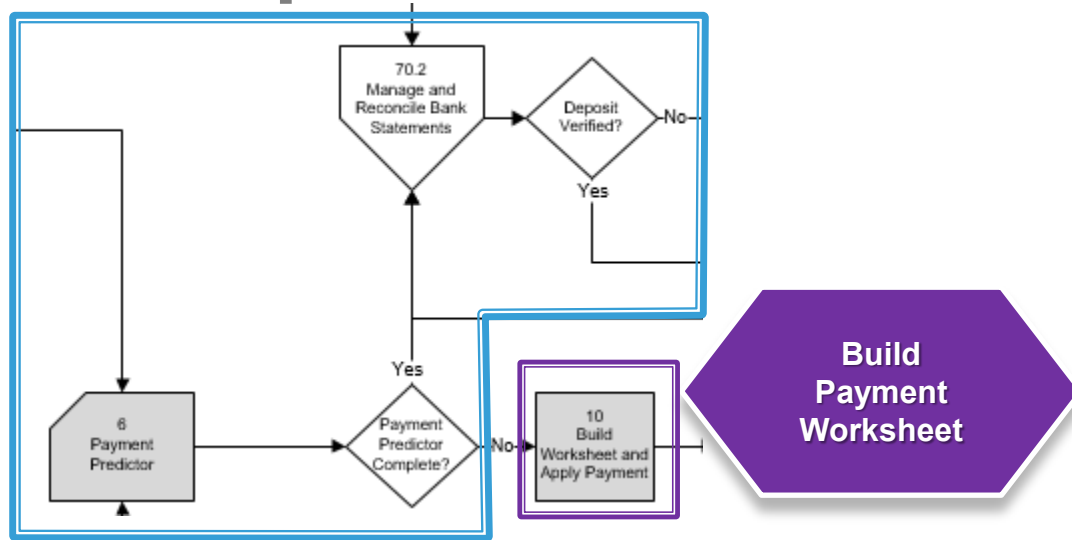 70.2
Manage and
Reconcile Bank
Statements
Deposit
Verified?
No
Yes
Yes
6
Payment
Predictor
Payment
Predictor
Complete?
No
10
Build
Worksheet and
Apply Payment
Build
Payment
Worksheet